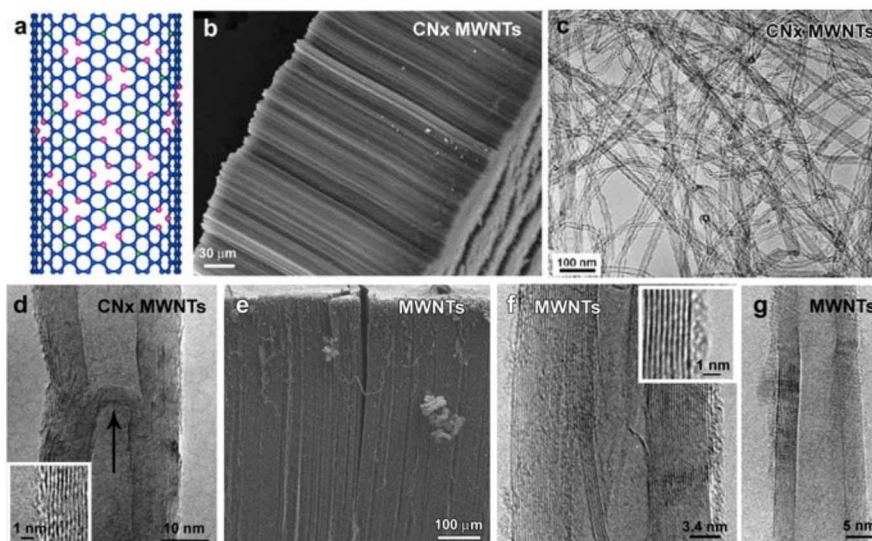 a
b
CNx MWNTs
30 μm
c
CNx MWNTs
100 nm
d
CNx MWNTs
1 nm
10 nm
e
MWNTs
100 μm
f
MWNTs
1 nm
3.4 nm
g
MWNTs
5 nm